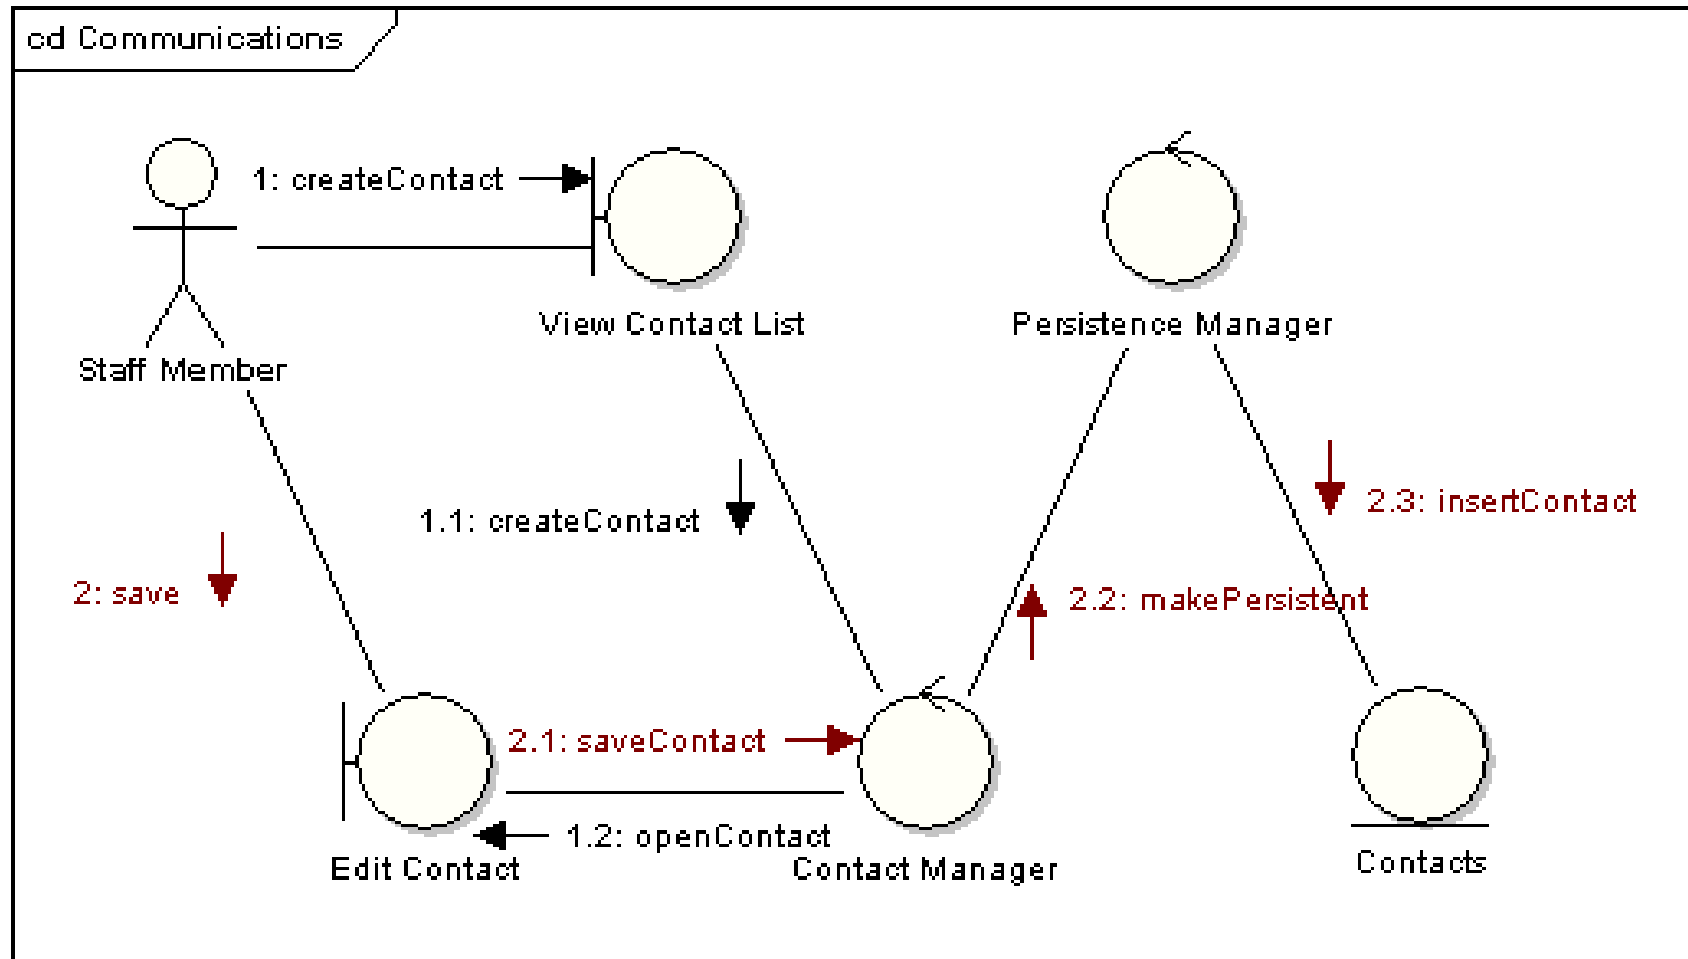 cd Communications
1: createContact
View Contact List
Persistence Manager
Staff Member
1.1: createContact
2.3: insertContact
2: save
2.2: makePersistent
2.1: saveContact
1.2: openContact
Edit Contact
Contact Manager
Contacts